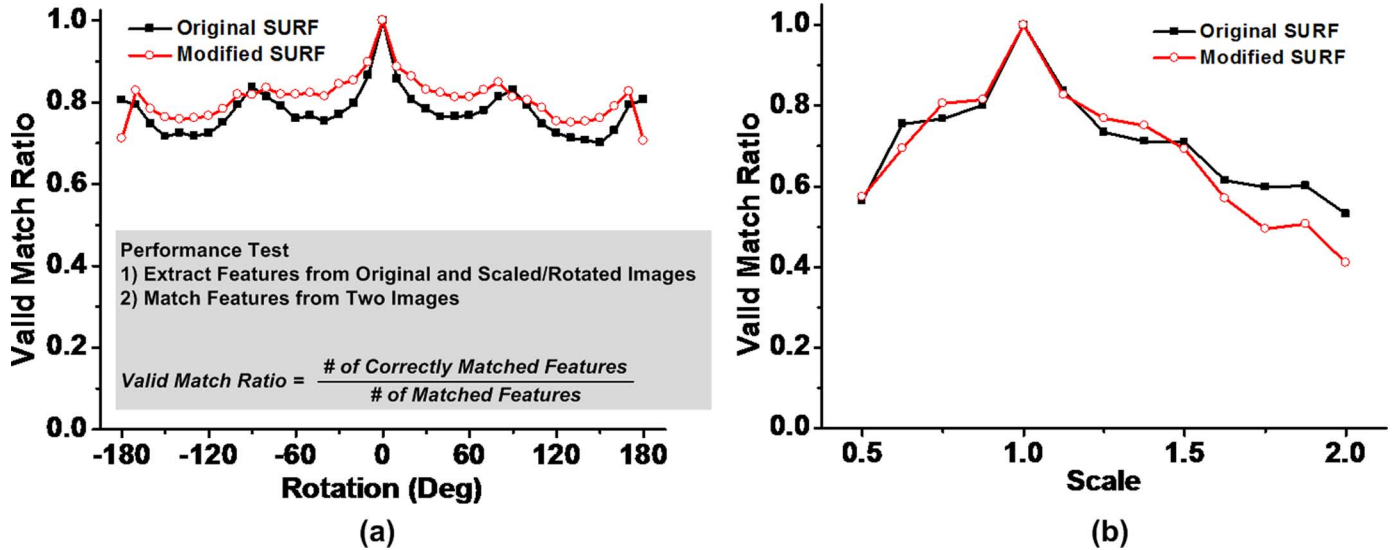 Original SURF
Modified SURF
Valid Match Ratio
1.0
0.8
0.6
0.4
0.2
0.0
Performance Test
1) Extract Features from Original and Scaled/Rotated Images
2) Match Features from Two Images
Valid Match Ratio = # of Correctly Matched Features
# of Matched Features
-180 -120 -60 0 60 120 180
Rotation (Deg)
(a)
Original SURF
Modified SURF
Valid Match Ratio
1.0
0.8
0.6
0.4
0.2
0.0
0.5 1.0 1.5 2.0
Scale
(b)